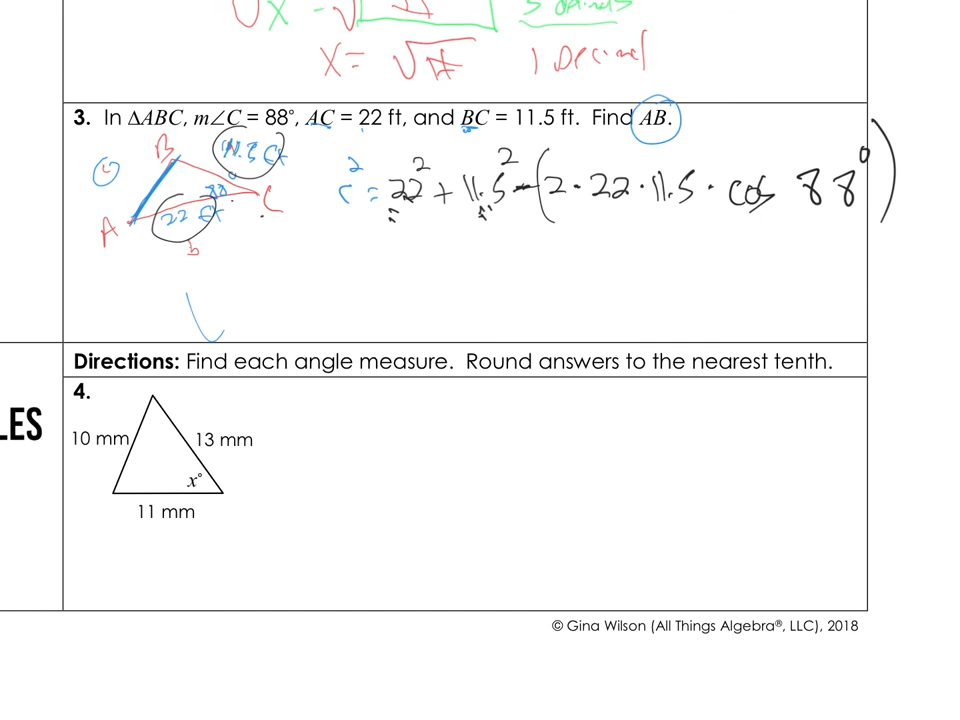 x =
3 decimals
x = √
1 Decimal
3. In ΔABC, m∠C = 88°, AC = 22 ft, and BC = 11.5 ft. Find AB.
B
11.5 ft
88°
C
22 ft
A
b
c² = 22² + 11.5² - (2 · 22 · 11.5 · cos 88°)
LES
Directions: Find each angle measure. Round answers to the nearest tenth.
4.
10 mm
13 mm
x°
11 mm
© Gina Wilson (All Things Algebra®, LLC), 2018